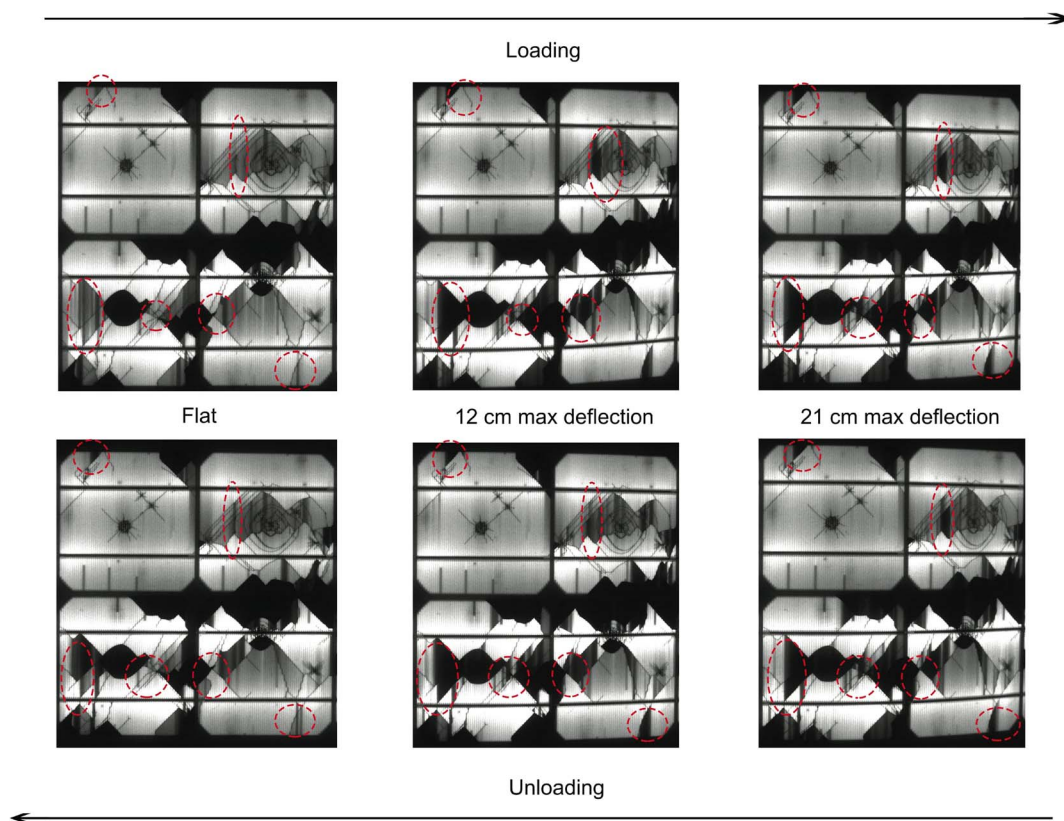 Loading
Flat
12 cm max deflection
21 cm max deflection
Unloading